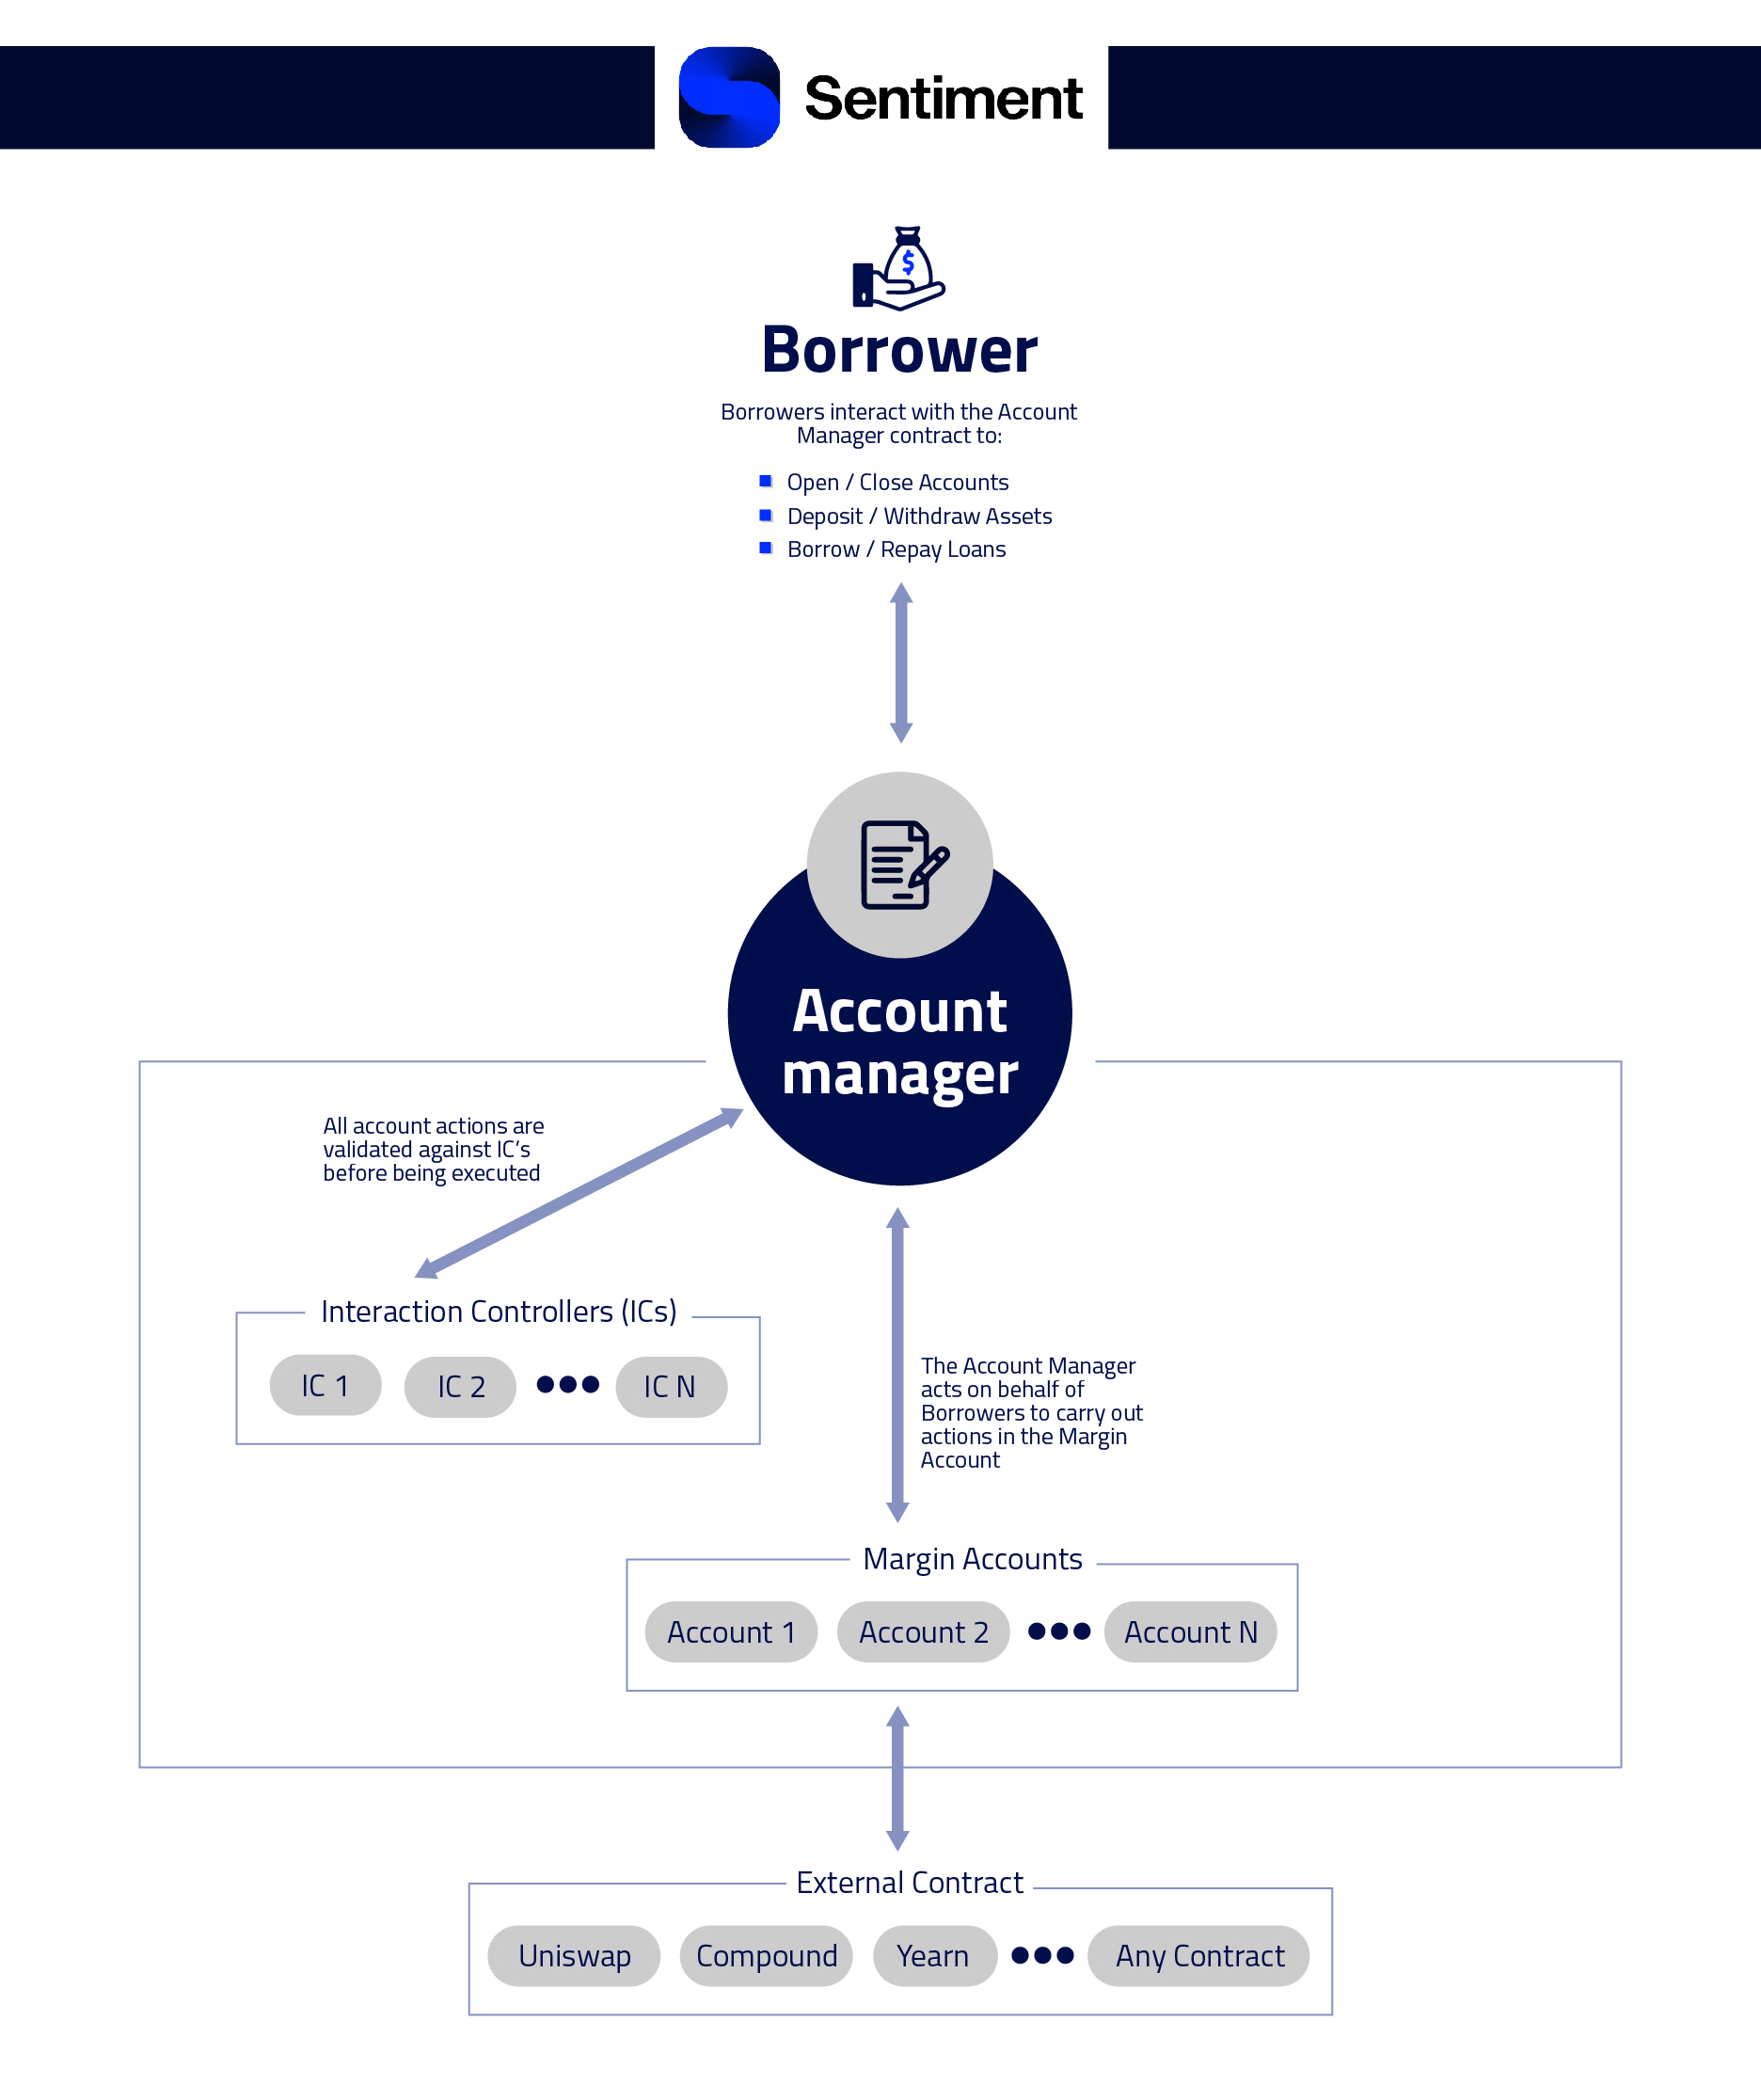 Sentiment
$
Borrower
Borrowers interact with the Account
Manager contract to:
Open / Close Accounts
Deposit / Withdraw Assets
Borrow / Repay Loans
Account
manager
All account actions are
validated against IC's
before being executed
Interaction Controllers (ICs)
IC 1 IC 2 IC N
The Account Manager
acts on behalf of
Borrowers to carry out
actions in the Margin
Account
Margin Accounts
Account 1 Account 2 Account N
External Contract
Uniswap Compound Yearn Any Contract